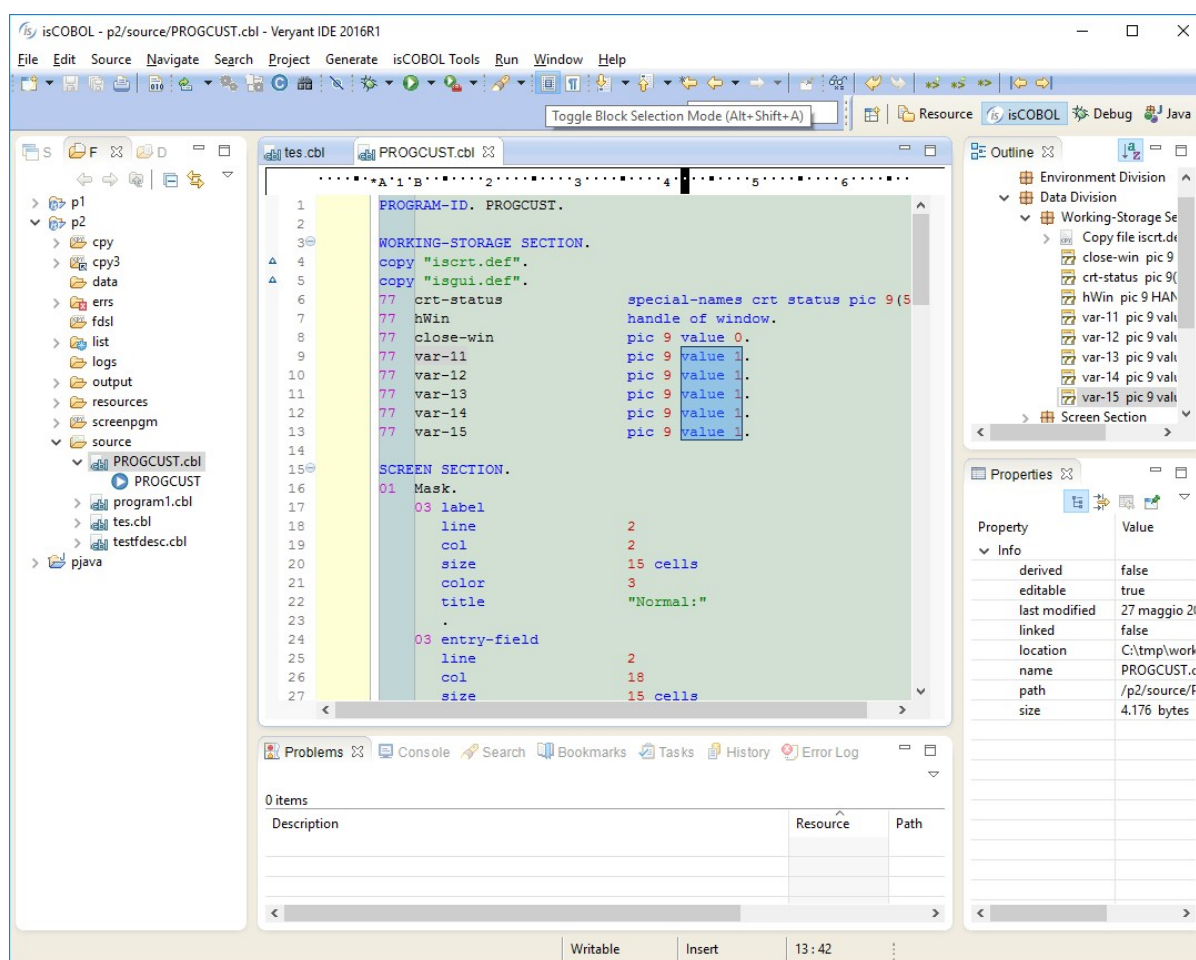 isCOBOL - p2/source/PROGCUST.cbl - Veryant IDE 2016R1
File Edit Source Navigate Search Project Generate isCOBOL Tools Run Window Help
Toggle Block Selection Mode (Alt+Shift+A)
Resource isCOBOL Debug Java
S F D
p1
p2
cpy
cpy3
data
errs
fdsl
list
logs
output
resources
screenpgm
source
PROGCUST.cbl
PROGCUST
program1.cbl
tes.cbl
testfdesc.cbl
pjava
tes.cbl PROGCUST.cbl
*A 1 B 2 3 4 5 6
1 PROGRAM-ID. PROGCUST.
2
3 WORKING-STORAGE SECTION.
4 copy "iscrt.def".
5 copy "isgui.def".
6 77 crt-status special-names crt status pic 9(5
7 77 hWin handle of window.
8 77 close-win pic 9 value 0.
9 77 var-11 pic 9 value 1.
10 77 var-12 pic 9 value 1.
11 77 var-13 pic 9 value 1.
12 77 var-14 pic 9 value 1.
13 77 var-15 pic 9 value 1.
14
15 SCREEN SECTION.
16 01 Mask.
17 03 label
18 line 2
19 col 2
20 size 15 cells
21 color 3
22 title "Normal:"
23 .
24 03 entry-field
25 line 2
26 col 18
27 size 15 cells
Outline
Environment Division
Data Division
Working-Storage Se
Copy file iscrt.de
close-win pic 9
crt-status pic 9(
hWin pic 9 HAN
var-11 pic 9 valu
var-12 pic 9 valu
var-13 pic 9 valu
var-14 pic 9 valu
var-15 pic 9 valu
Screen Section
Properties
Property Value
Info
derived false
editable true
last modified 27 maggio 20
linked false
location C:\tmp\work
name PROGCUST.c
path /p2/source/P
size 4.176 bytes
Problems Console Search Bookmarks Tasks History Error Log
0 items
Description Resource Path
Writable Insert 13 : 42